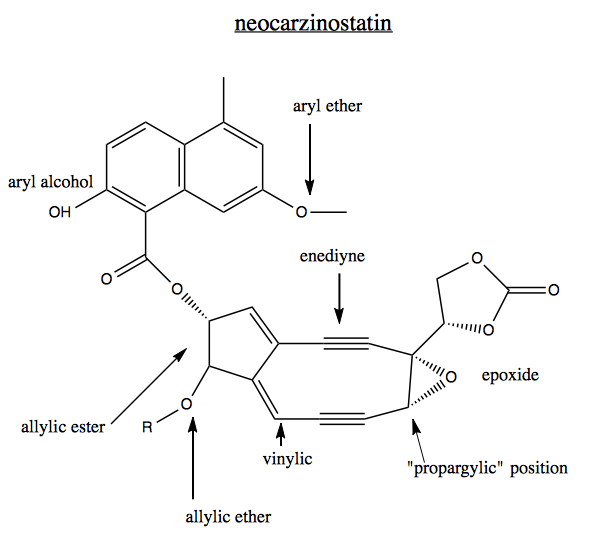 neocarzinostatin
aryl ether
aryl alcohol
OH
O
O
O
enediyne
O
O
O
O
epoxide
allylic ester
R
O
vinylic
"propargylic" position
allylic ether